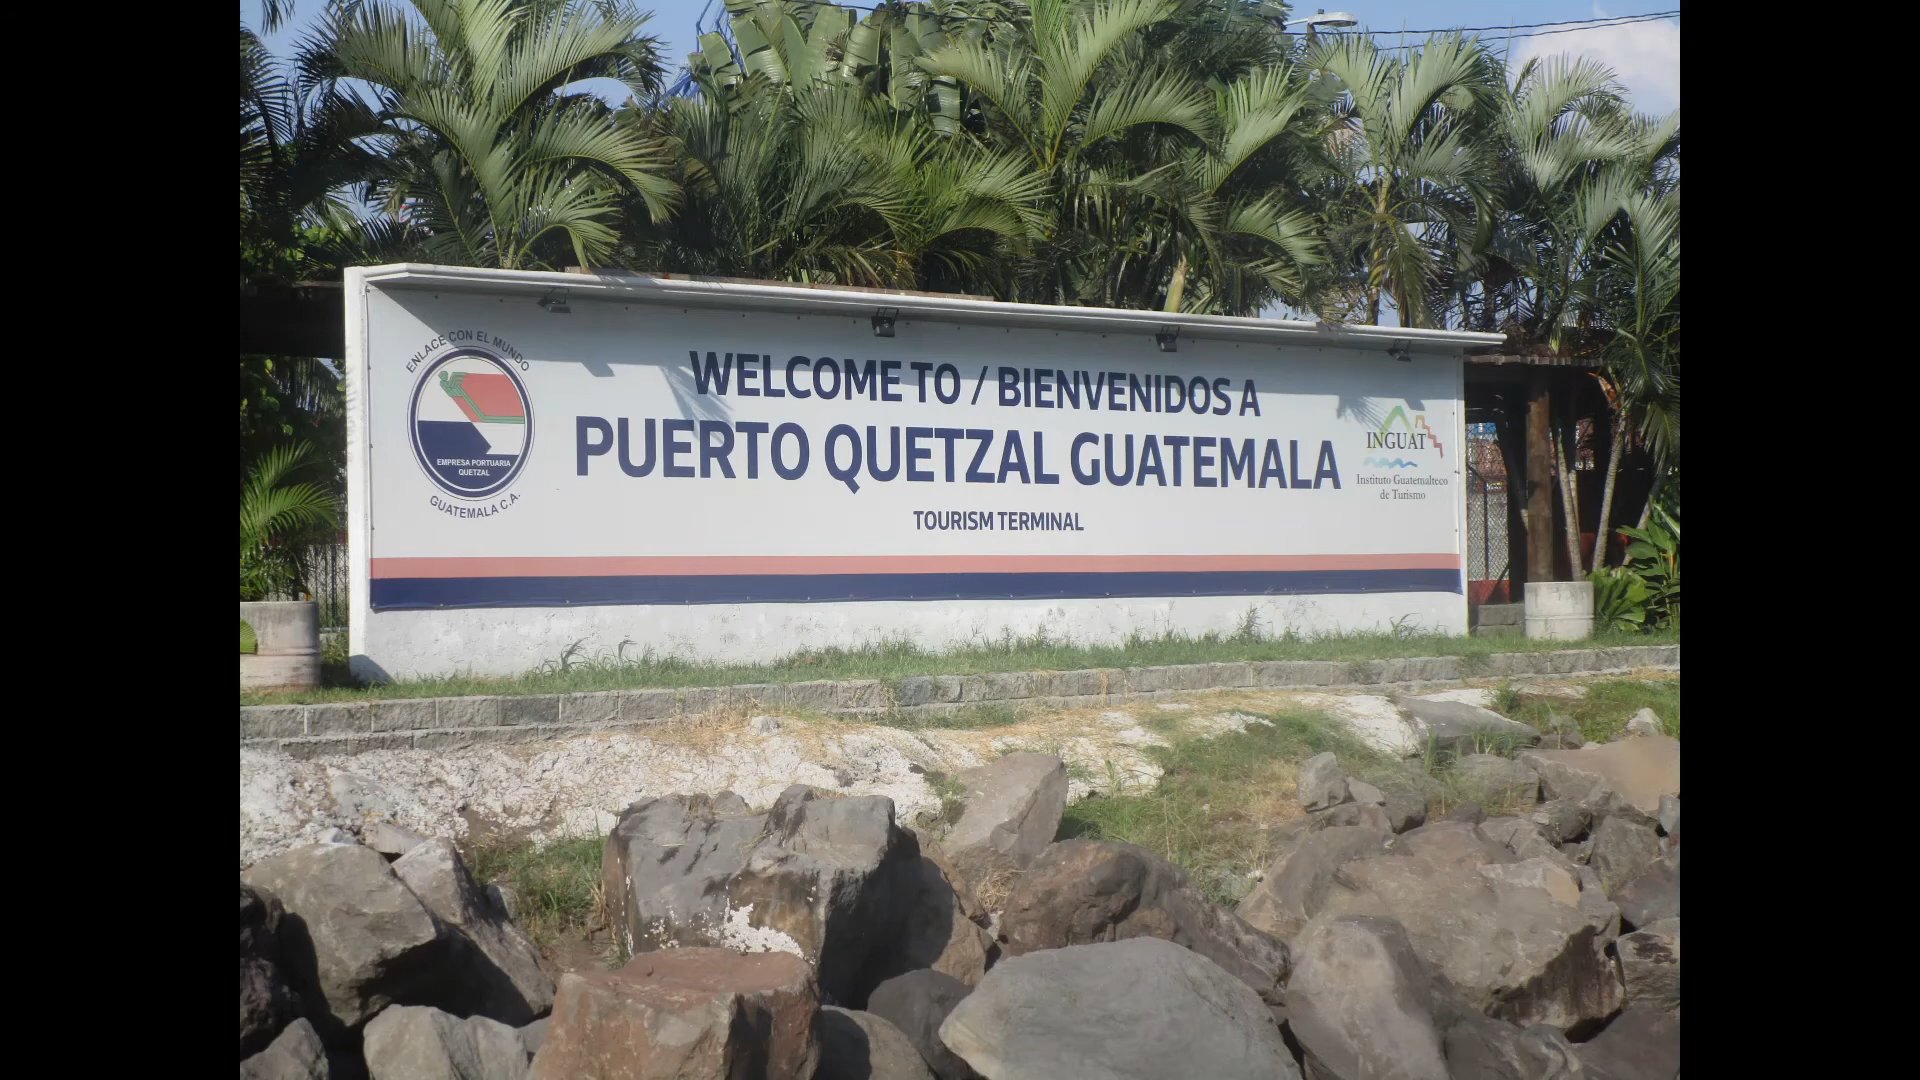 ENLACE CON EL MUNDO
EMPRESA PORTUARIA
QUETZAL
GUATEMALA C.A.
WELCOME TO / BIENVENIDOS A
PUERTO QUETZAL GUATEMALA
TOURISM TERMINAL
INGUAT
Instituto Guatemalteco
de Turismo